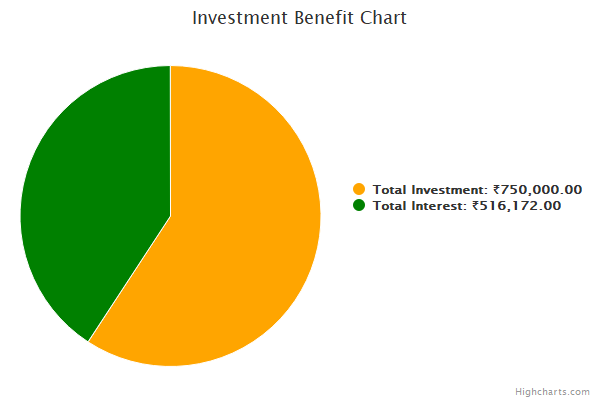 Investment Benefit Chart
Total Investment: ₹750,000.00
Total Interest: ₹516,172.00
Highcharts.com